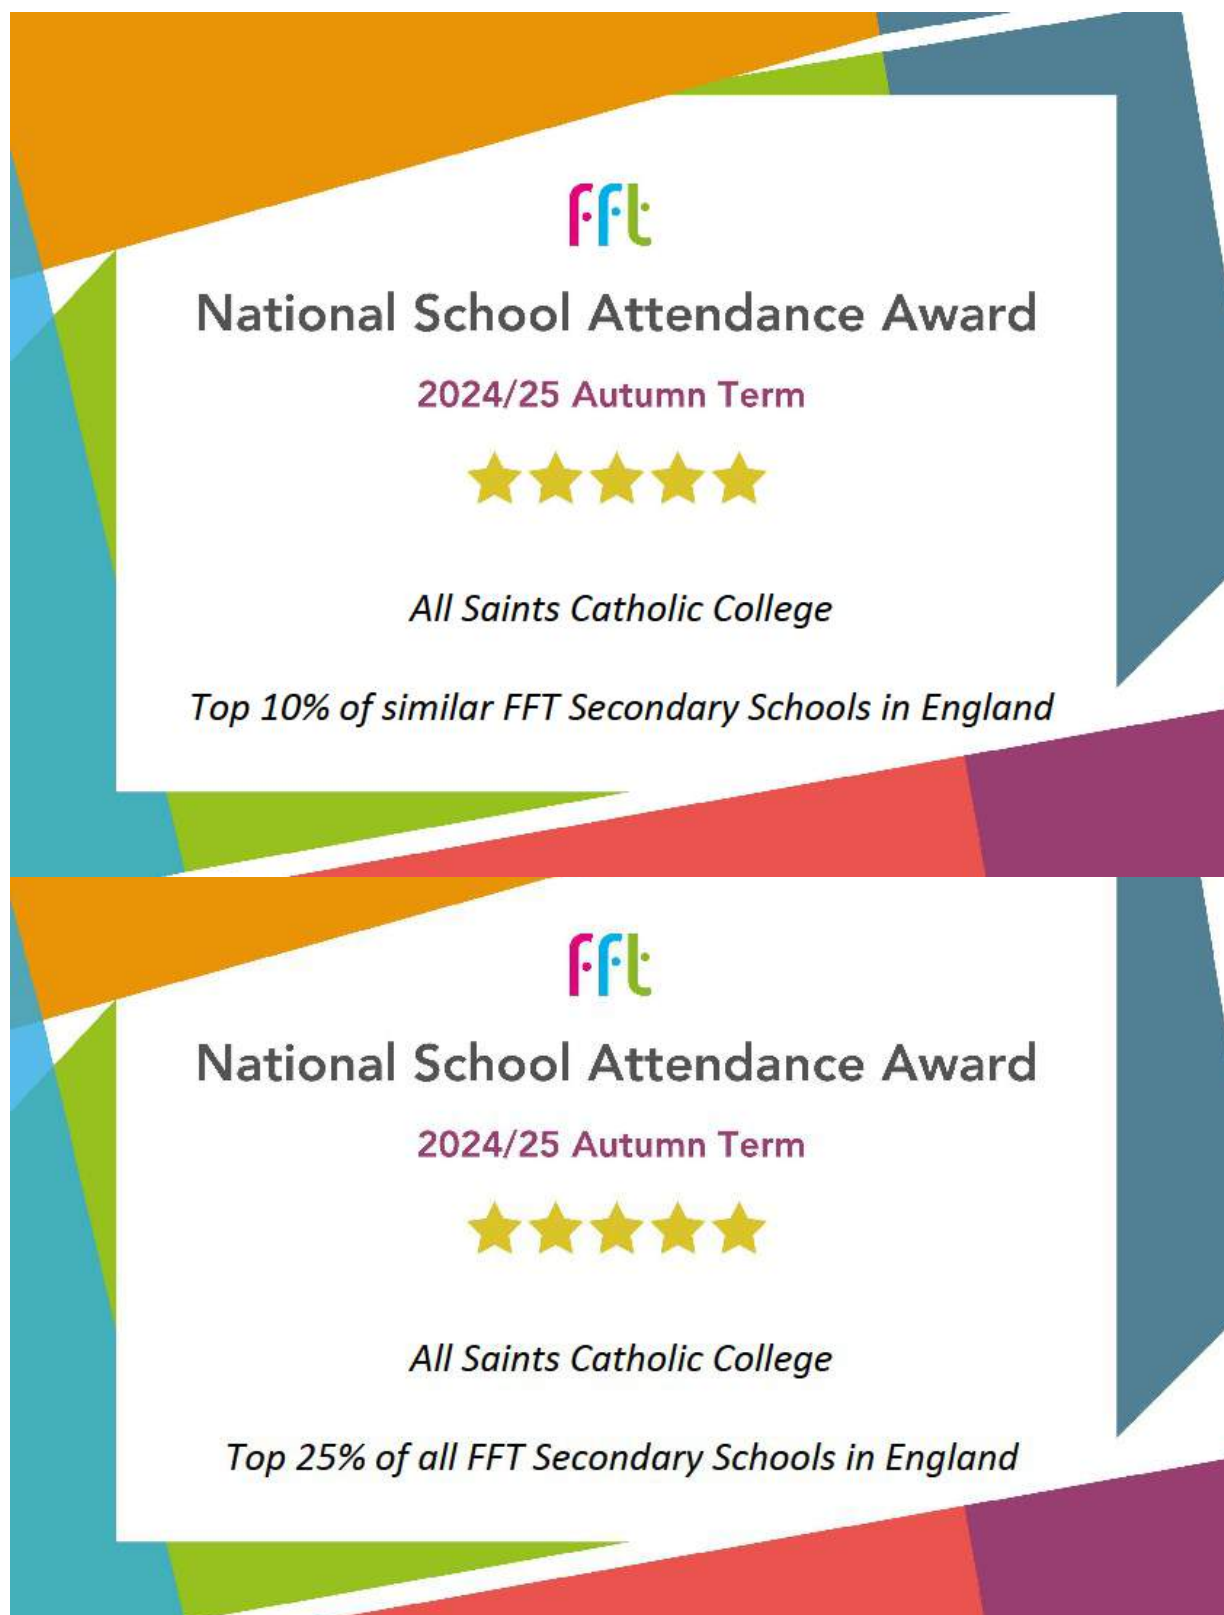 fft
National School Attendance Award
2024/25 Autumn Term
All Saints Catholic College
Top 10% of similar FFT Secondary Schools in England
fft
National School Attendance Award
2024/25 Autumn Term
All Saints Catholic College
Top 25% of all FFT Secondary Schools in England